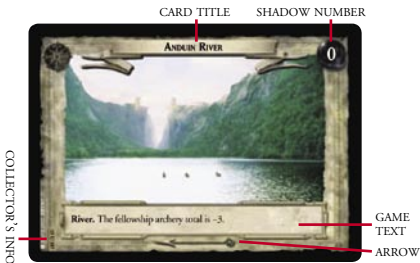 CARD TITLE
SHADOW NUMBER
ANDUIN RIVER
0
River. The fellowship archery total is –3.
GAME
TEXT
ARROW
COLLECTOR'S INFO